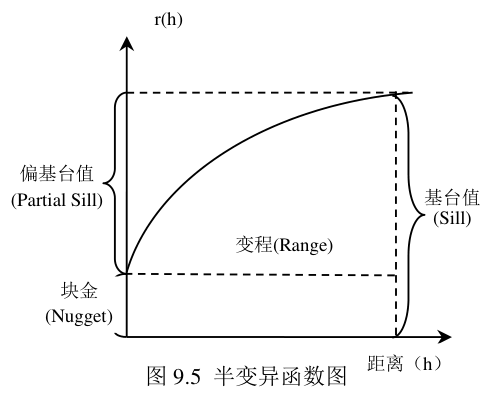 r(h)
偏基台值
(Partial Sill)
基台值
(Sill)
变程(Range)
块金
(Nugget)
距离（h）
图 9.5 半变异函数图